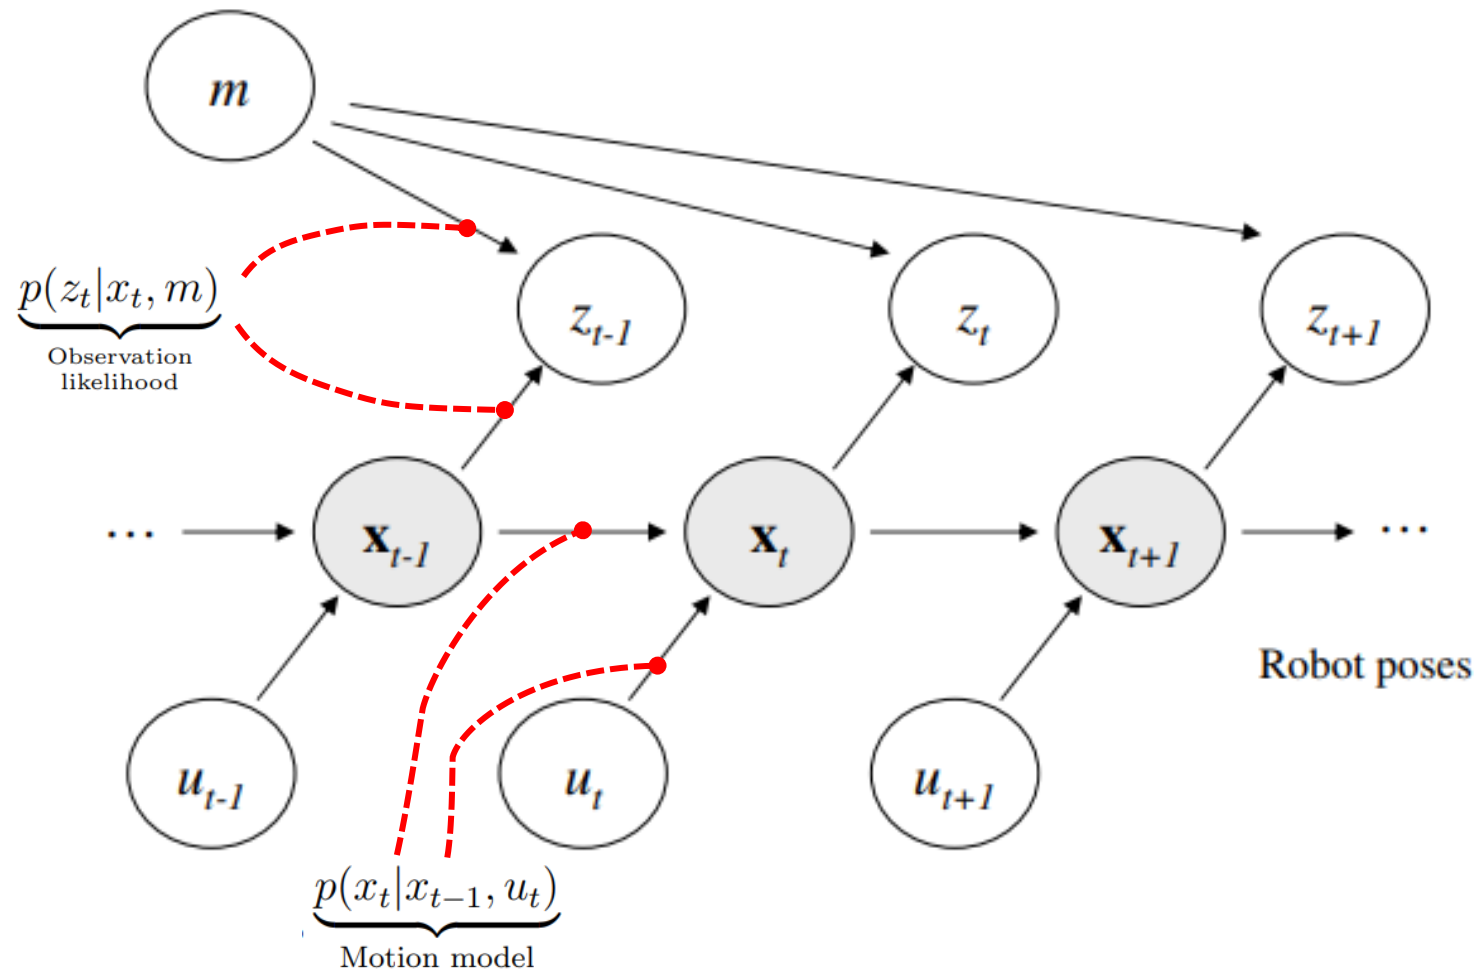 m
p(z_t|x_t, m)
Observation
likelihood
z_{t-1}
z_t
z_{t+1}
...
x_{t-1}
x_t
x_{t+1}
...
Robot poses
u_{t-1}
u_t
u_{t+1}
p(x_t|x_{t-1}, u_t)
Motion model